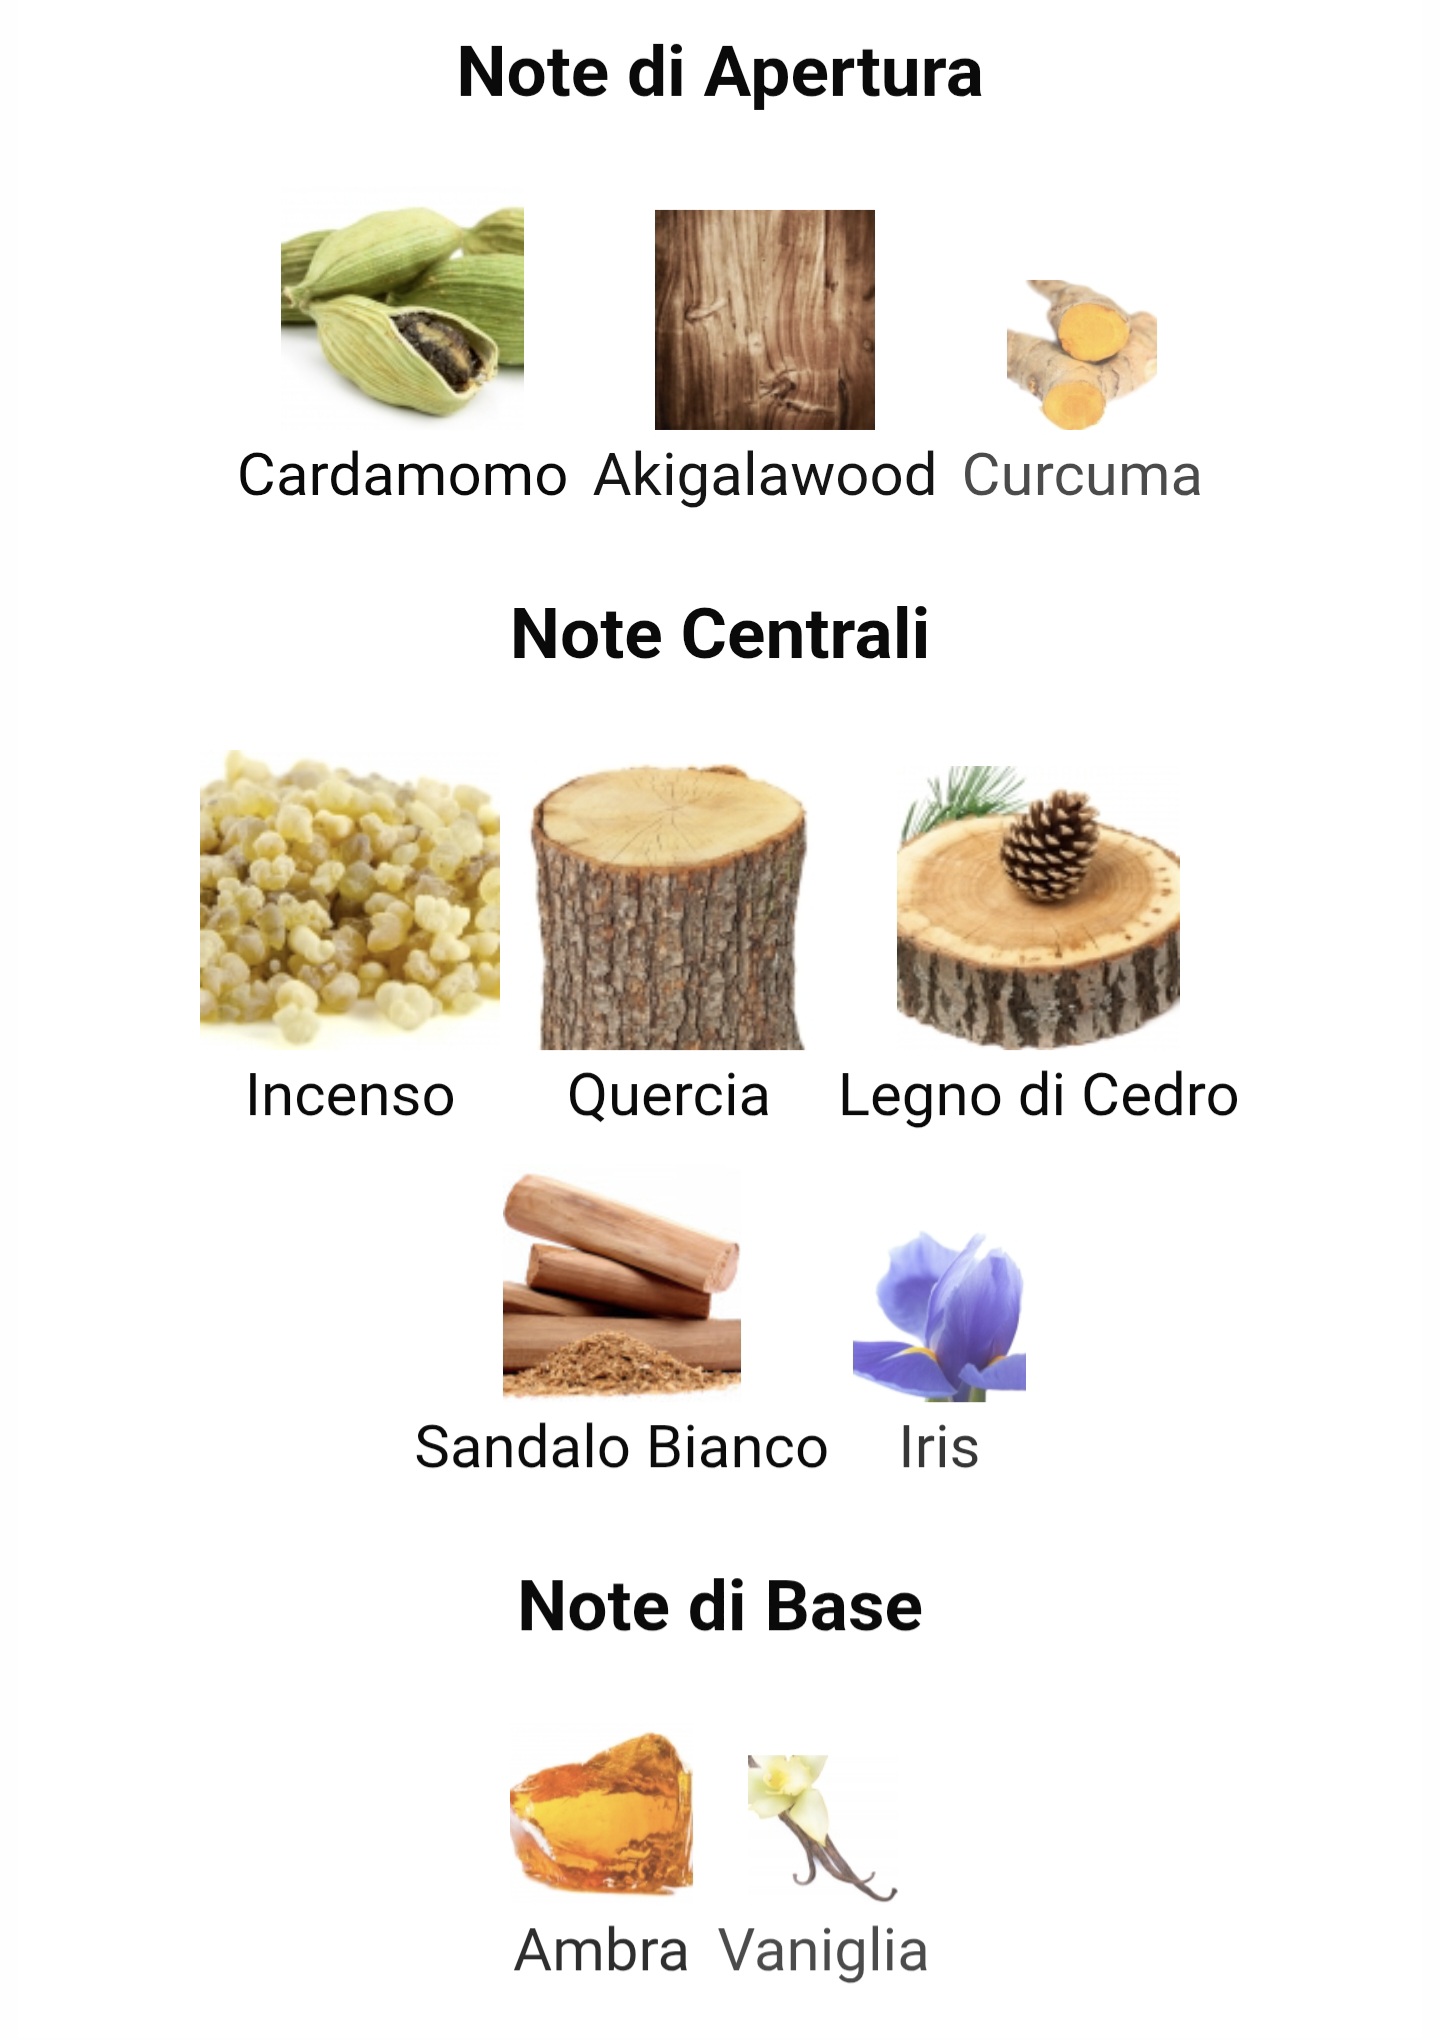 Note di Apertura
Cardamomo Akigalawood Curcuma
Note Centrali
Incenso Quercia Legno di Cedro
Sandalo Bianco Iris
Note di Base
Ambra Vaniglia